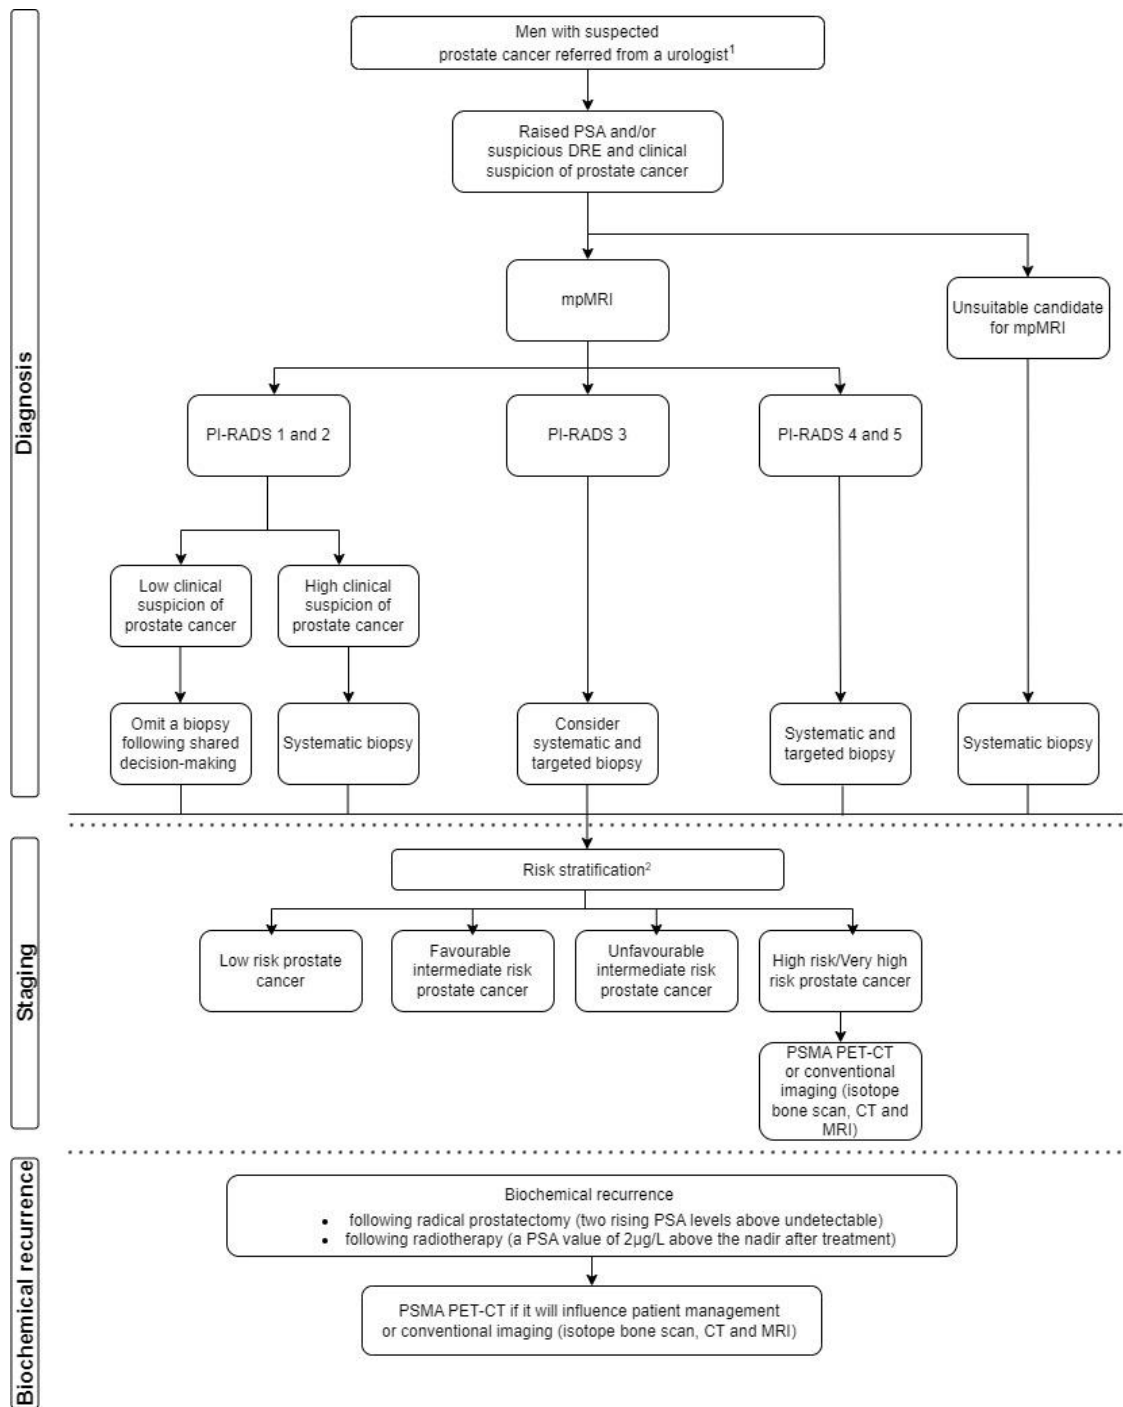 Diagnosis
Men with suspected
prostate cancer referred from a urologist¹
Raised PSA and/or
suspicious DRE and clinical
suspicion of prostate cancer
mpMRI
Unsuitable candidate
for mpMRI
PI-RADS 1 and 2
PI-RADS 3
PI-RADS 4 and 5
Low clinical
suspicion of
prostate cancer
High clinical
suspicion of
prostate cancer
Omit a biopsy
following shared
decision-making
Systematic biopsy
Consider
systematic and
targeted biopsy
Systematic and
targeted biopsy
Systematic biopsy
Staging
Risk stratification²
Low risk prostate
cancer
Favourable
intermediate risk
prostate cancer
Unfavourable
intermediate risk
prostate cancer
High risk/Very high
risk prostate cancer
PSMA PET-CT
or conventional
imaging (isotope
bone scan, CT and
MRI)
Biochemical recurrence
Biochemical recurrence
• following radical prostatectomy (two rising PSA levels above undetectable)
• following radiotherapy (a PSA value of 2µg/L above the nadir after treatment)
PSMA PET-CT if it will influence patient management
or conventional imaging (isotope bone scan, CT and MRI)